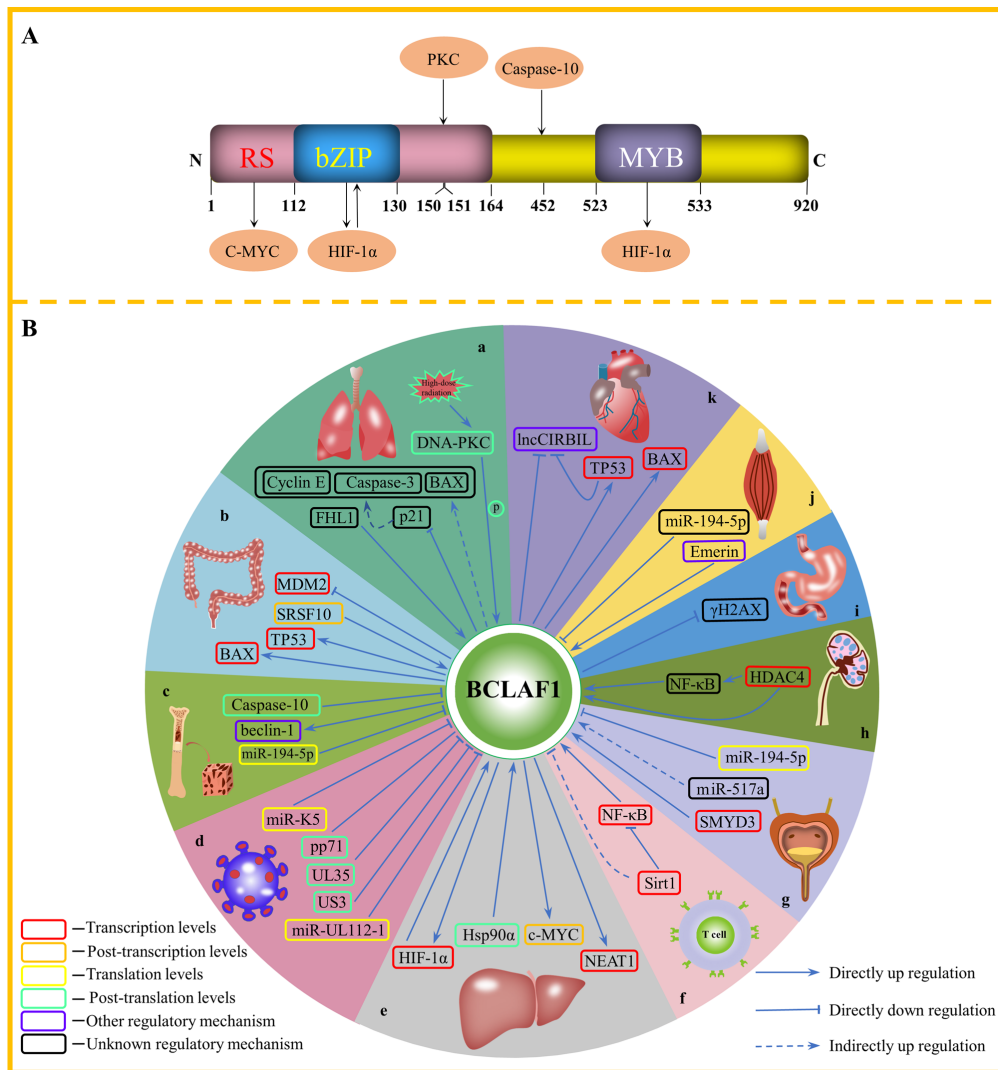 A
PKC
Caspase-10
N
RS
bZIP
MYB
C
1
112
130
150
151
164
452
523
533
920
C-MYC
HIF-1α
HIF-1α
B
a
High-dose
radiation
DNA-PKC
Cyclin E
Caspase-3
BAX
FHL1
p21
p
k
lncCIRBIL
TP53
BAX
j
miR-194-5p
Emerin
i
γH2AX
b
MDM2
SRSF10
TP53
BAX
BCLAF1
h
NF-κB
HDAC4
c
Caspase-10
beclin-1
miR-194-5p
g
miR-194-5p
miR-517a
SMYD3
d
miR-K5
pp71
UL35
US3
miR-UL112-1
f
NF-κB
Sirt1
T cell
e
HIF-1α
Hsp90α
c-MYC
NEAT1
Transcription levels
Post-transcription levels
Translation levels
Post-translation levels
Other regulatory mechanism
Unknown regulatory mechanism
Directly up regulation
Directly down regulation
Indirectly up regulation